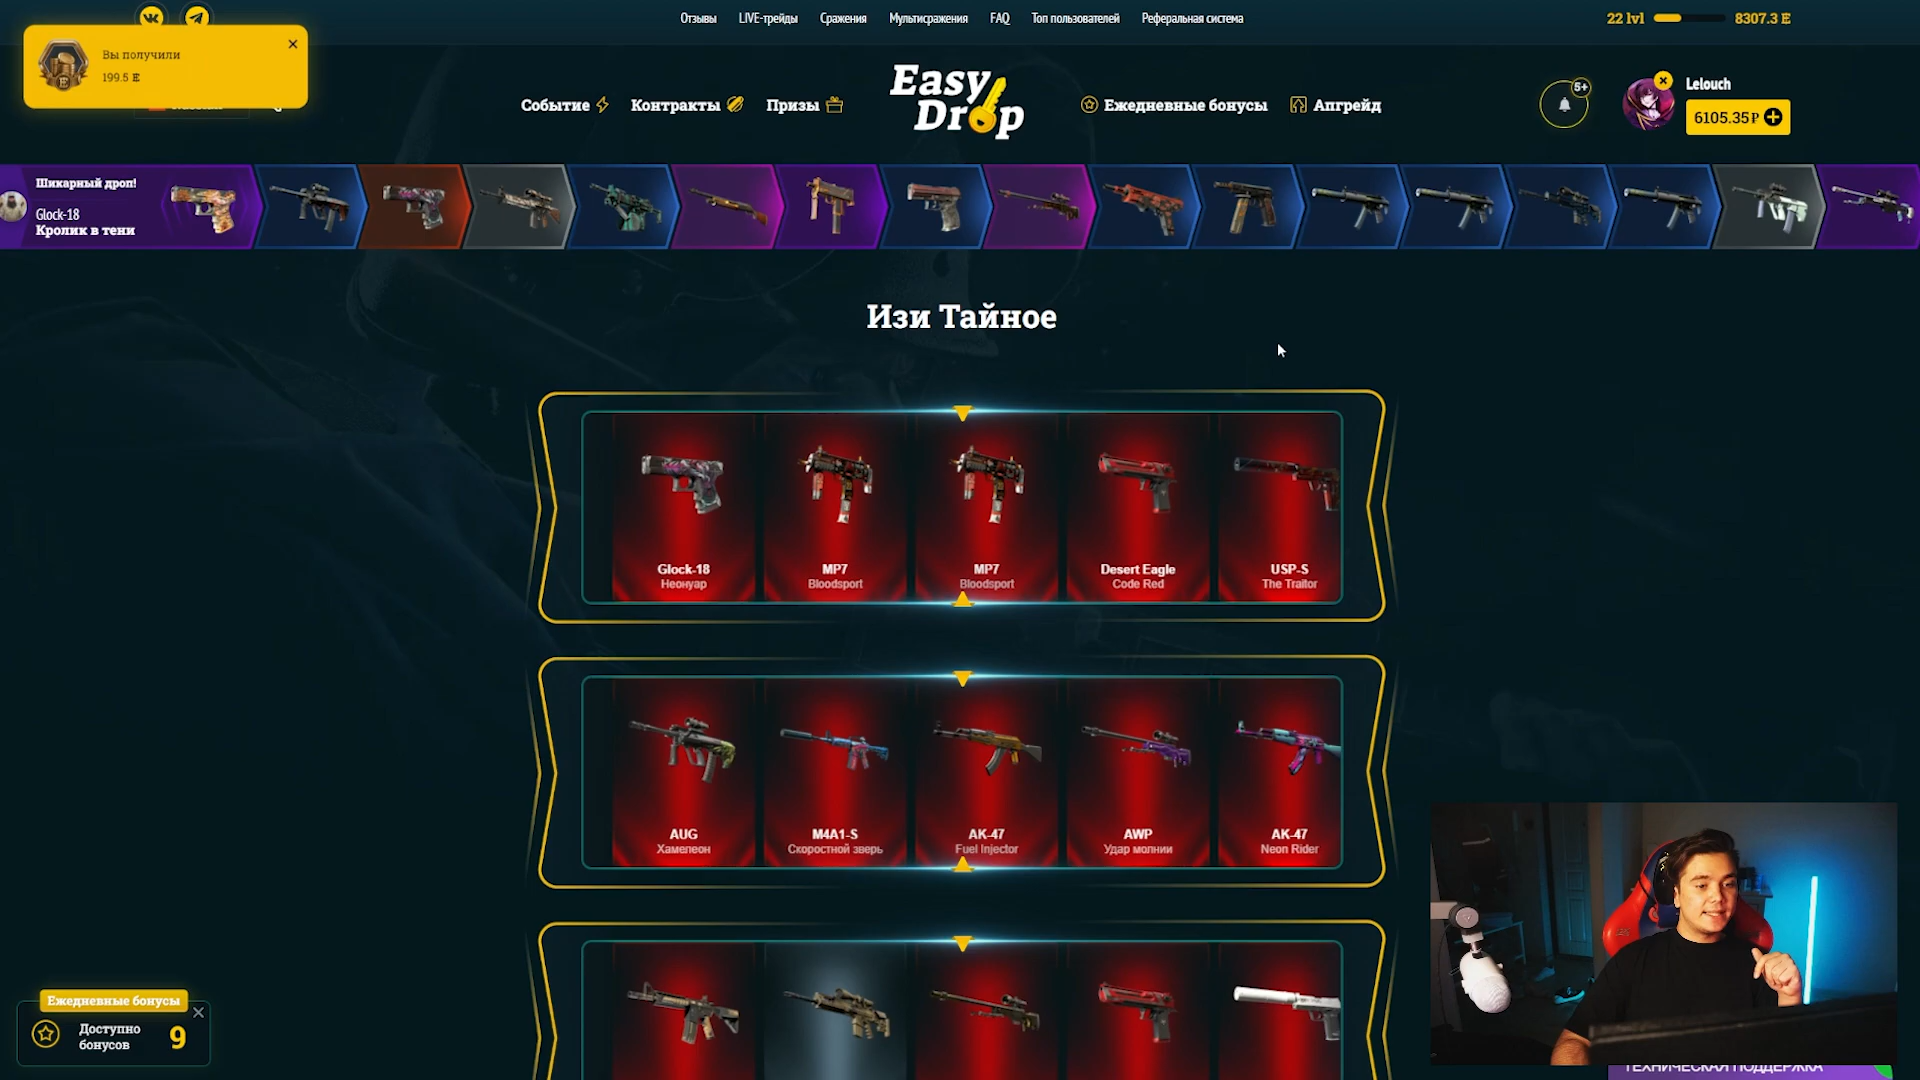 Отзывы
LIVE-трейды
Сражения
Мультисражения
FAQ
Топ пользователей
Реферальная система
22 lvl
8307.3
Вы получили
199.5
Событие
Контракты
Призы
Easy
Drop
Ежедневные бонусы
Апгрейд
5+
Lelouch
6105.35₽
Шикарный дроп!
Glock-18
Кролик в тени
Изи Тайное
Glock-18
Неонуар
MP7
Bloodsport
MP7
Bloodsport
Desert Eagle
Code Red
USP-S
The Traitor
AUG
Хамелеон
M4A1-S
Скоростной зверь
AK-47
Fuel Injector
AWP
Удар молнии
AK-47
Neon Rider
Ежедневные бонусы
Доступно
бонусов
9
ТЕХНИЧЕСКАЯ ПОДДЕРЖКА